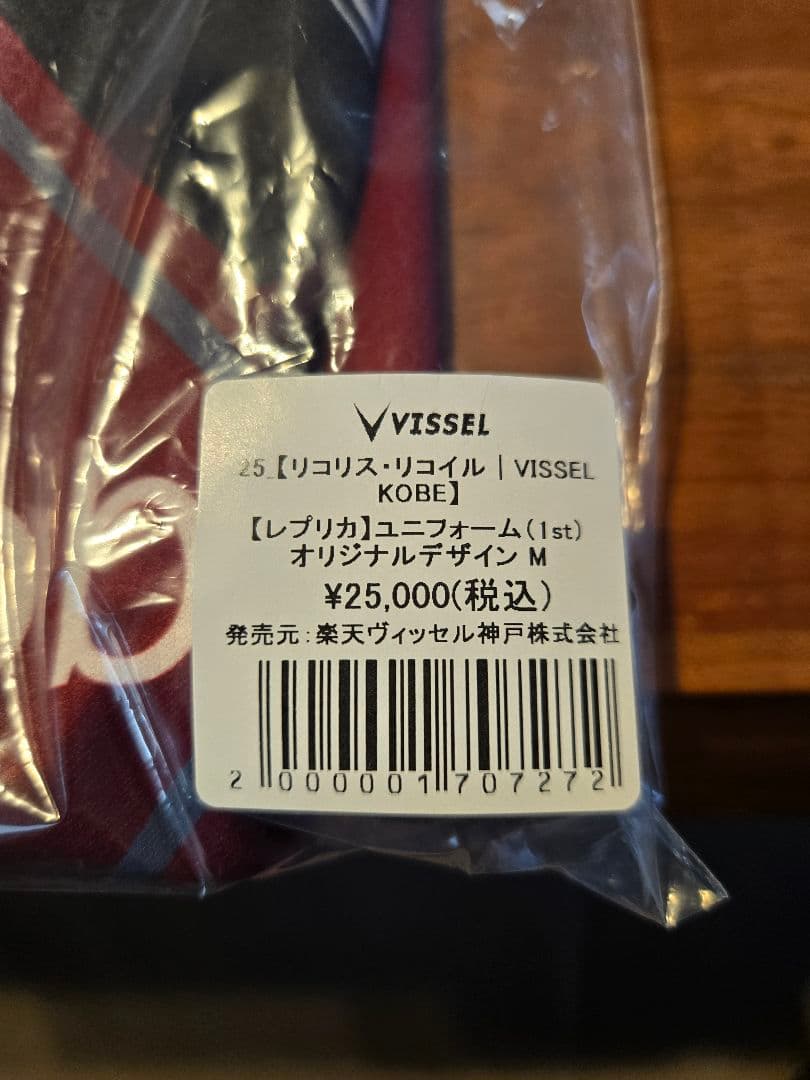 VISSEL
25_【リコリス・リコイル｜VISSEL
KOBE】
【レプリカ】ユニフォーム(1st)
オリジナルデザイン M
¥25,000(税込)
発売元:楽天ヴィッセル神戸株式会社
2 000001 707272